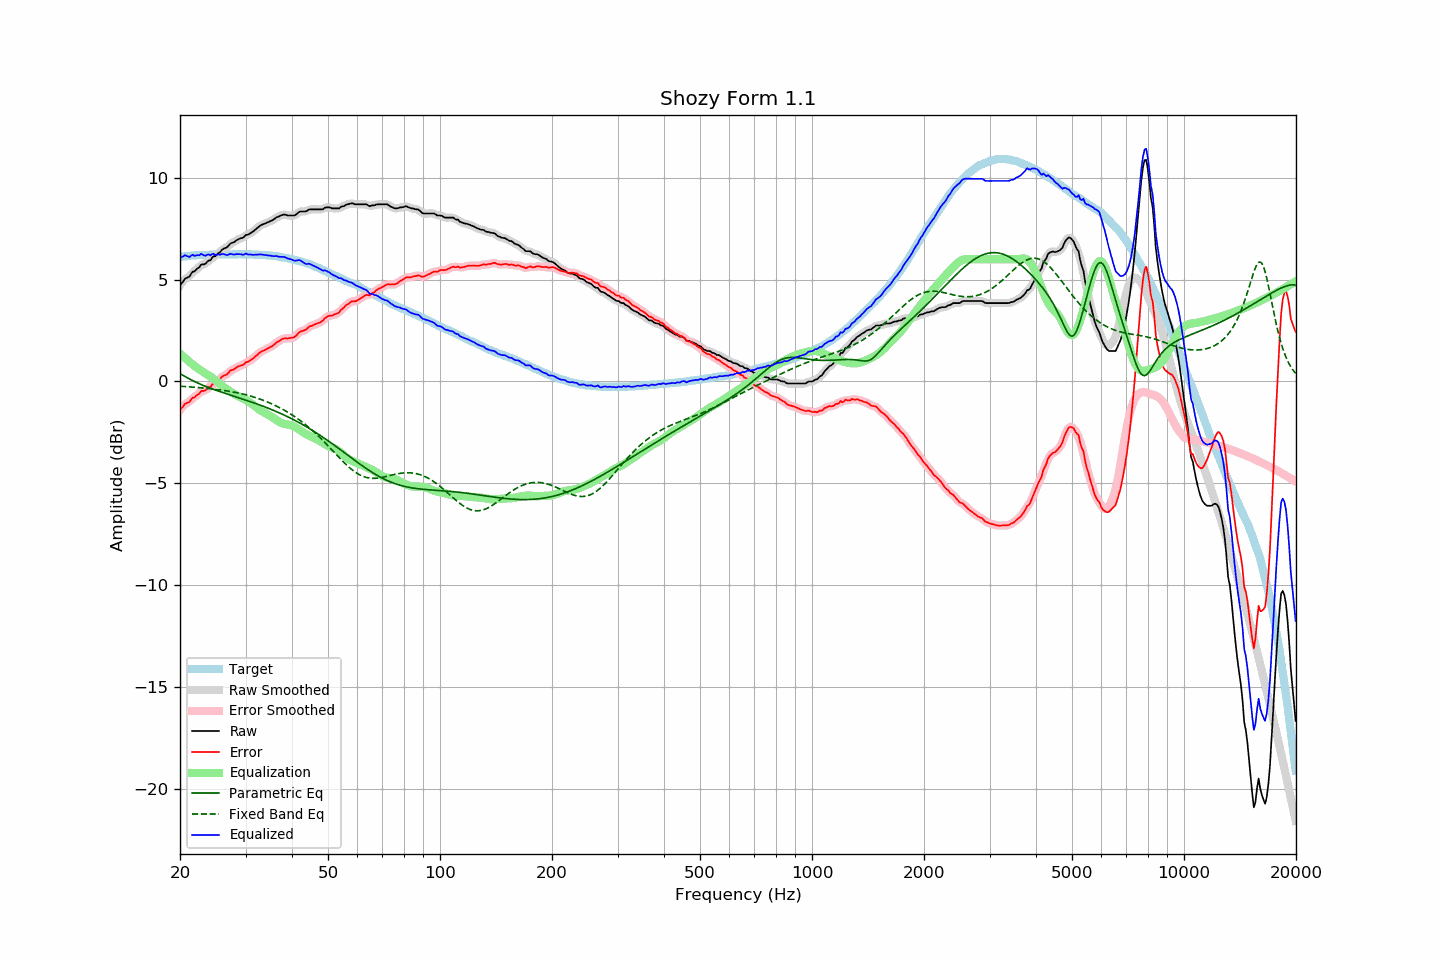 Shozy Form 1.1
Amplitude (dBr)
10
5
0
−5
−10
−15
−20
Target
Raw Smoothed
Error Smoothed
Raw
Error
Equalization
Parametric Eq
Fixed Band Eq
Equalized
20 50 100 200 500 1000 2000 5000 10000 20000
Frequency (Hz)